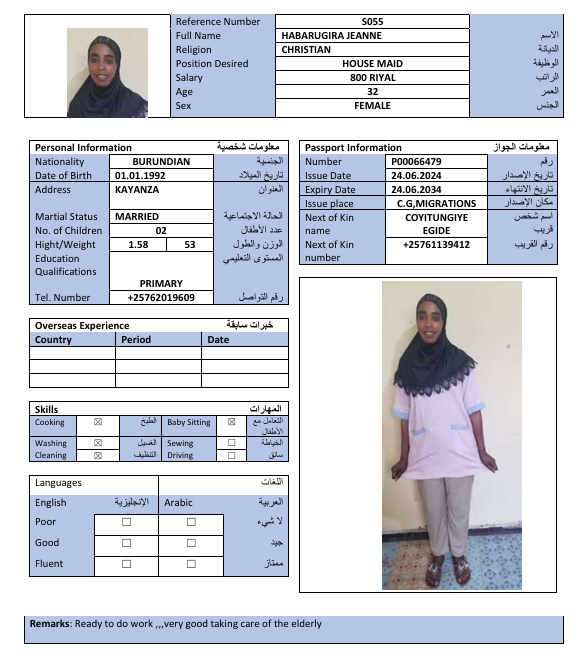 Reference Number S055
Full Name HABARUGIRA JEANNE الاسم
Religion CHRISTIAN الديانة
Position Desired HOUSE MAID الوظيفة
Salary 800 RIYAL الراتب
Age 32 العمر
Sex FEMALE الجنس
Personal Information معلومات شخصية
Nationality BURUNDIAN الجنسية
Date of Birth 01.01.1992 تاريخ الميلاد
Address KAYANZA العنوان
Martial Status MARRIED الحالة الاجتماعية
No. of Children 02 عدد الأطفال
Hight/Weight 1.58 53 الوزن والطول
Education المستوى التعليمي
Qualifications
PRIMARY
Tel. Number +25762019609 رقم التواصل
Passport Information معلومات الجواز
Number P00066479 رقم
Issue Date 24.06.2024 تاريخ الإصدار
Expiry Date 24.06.2034 تاريخ الانتهاء
Issue place C.G,MIGRATIONS مكان الإصدار
Next of Kin COYITUNGIYE اسم شخص
name EGIDE قريب
Next of Kin +25761139412 رقم القريب
number
Overseas Experience خبرات سابقة
Country Period Date
Skills المهارات
Cooking ☒ الطبخ Baby Sitting ☒ التعامل مع
الأطفال
Washing ☒ الغسيل Sewing ☐ الخياطة
Cleaning ☒ التنظيف Driving ☐ سائق
Languages اللغات
English الإنجليزية Arabic العربية
Poor ☐ ☐ لا شيء
Good ☐ ☐ جيد
Fluent ☐ ☐ ممتاز
Remarks: Ready to do work ,,,very good taking care of the elderly